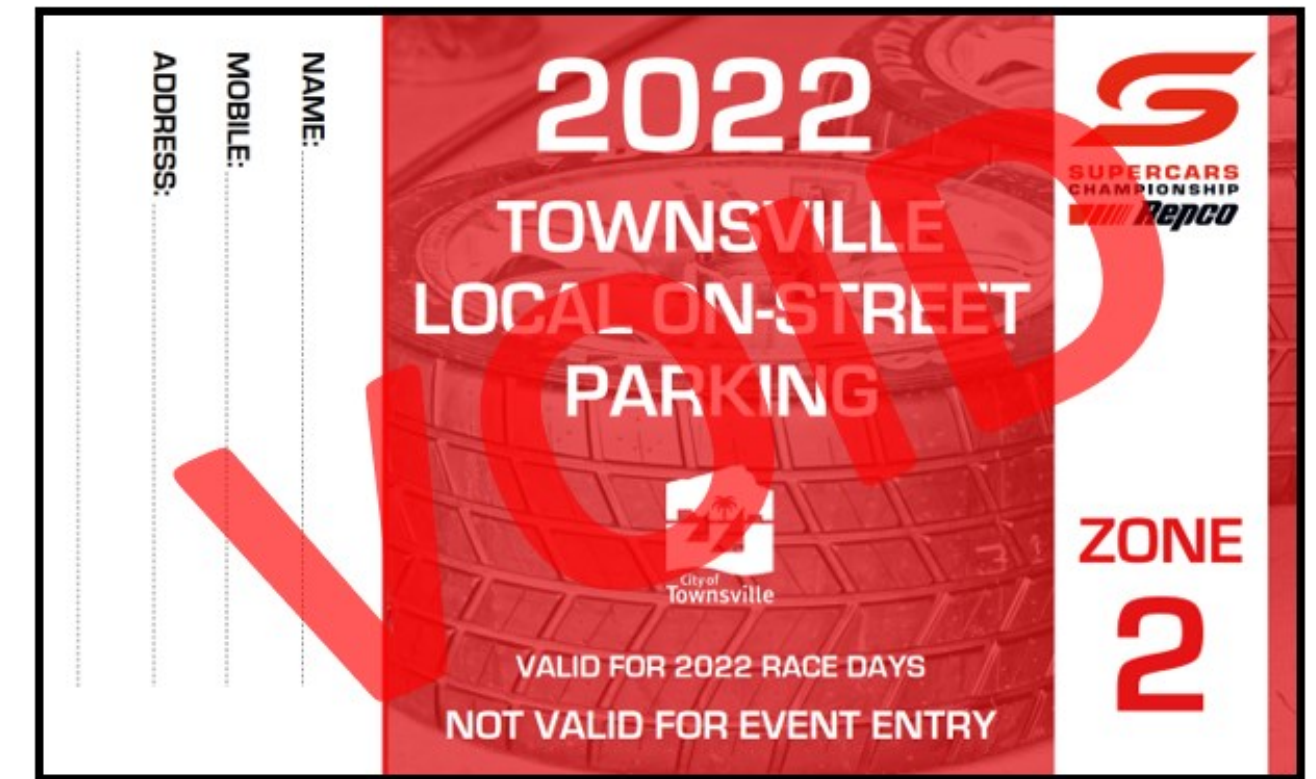 NAME:
MOBILE:
ADDRESS:
2022
TOWNSVILLE
LOCAL ON-STREET
PARKING
City of
Townsville
VALID FOR 2022 RACE DAYS
NOT VALID FOR EVENT ENTRY
VOID
SUPERCARS
CHAMPIONSHIP
Repco
ZONE
2